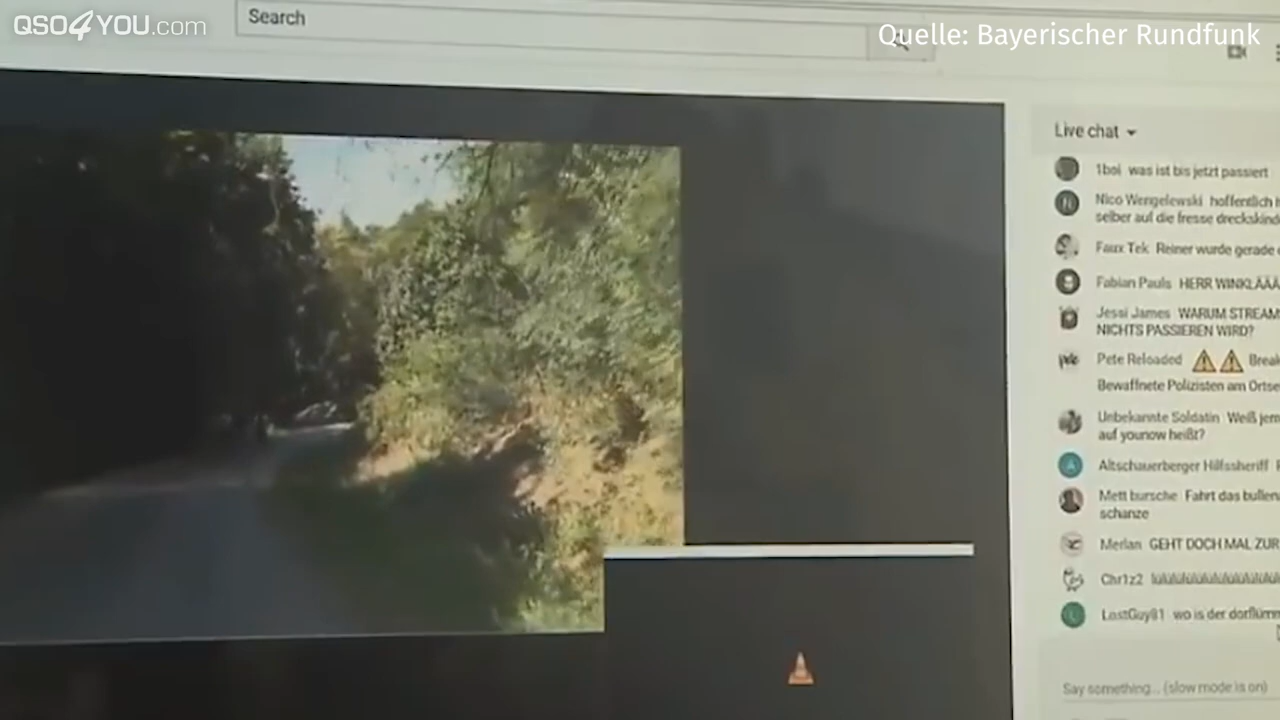 QSO4YOU.com
Search
Quelle: Bayerischer Rundfunk
Live chat
1boi was ist bis jetzt passiert
Nico Wengelewski hoffentlich
selber auf die fresse dreckskind
Faux Tek Reiner wurde gerade
Fabian Pauls HERR WINKLÄÄÄ
Jessi James WARUM STREAM
NICHTS PASSIEREN WIRD?
Pete Reloaded Break
Bewaffnete Polizisten am Ortse
Unbekannte Soldatin Weiß jem
auf younow heißt?
Altschauerberger Hilfssheriff
Mett bursche Fahrt das bullen
schanze
Merlan GEHT DOCH MAL ZUR
Chr1z2
LostGuy81 wo is der dorflümm
Say something... (slow mode is on)